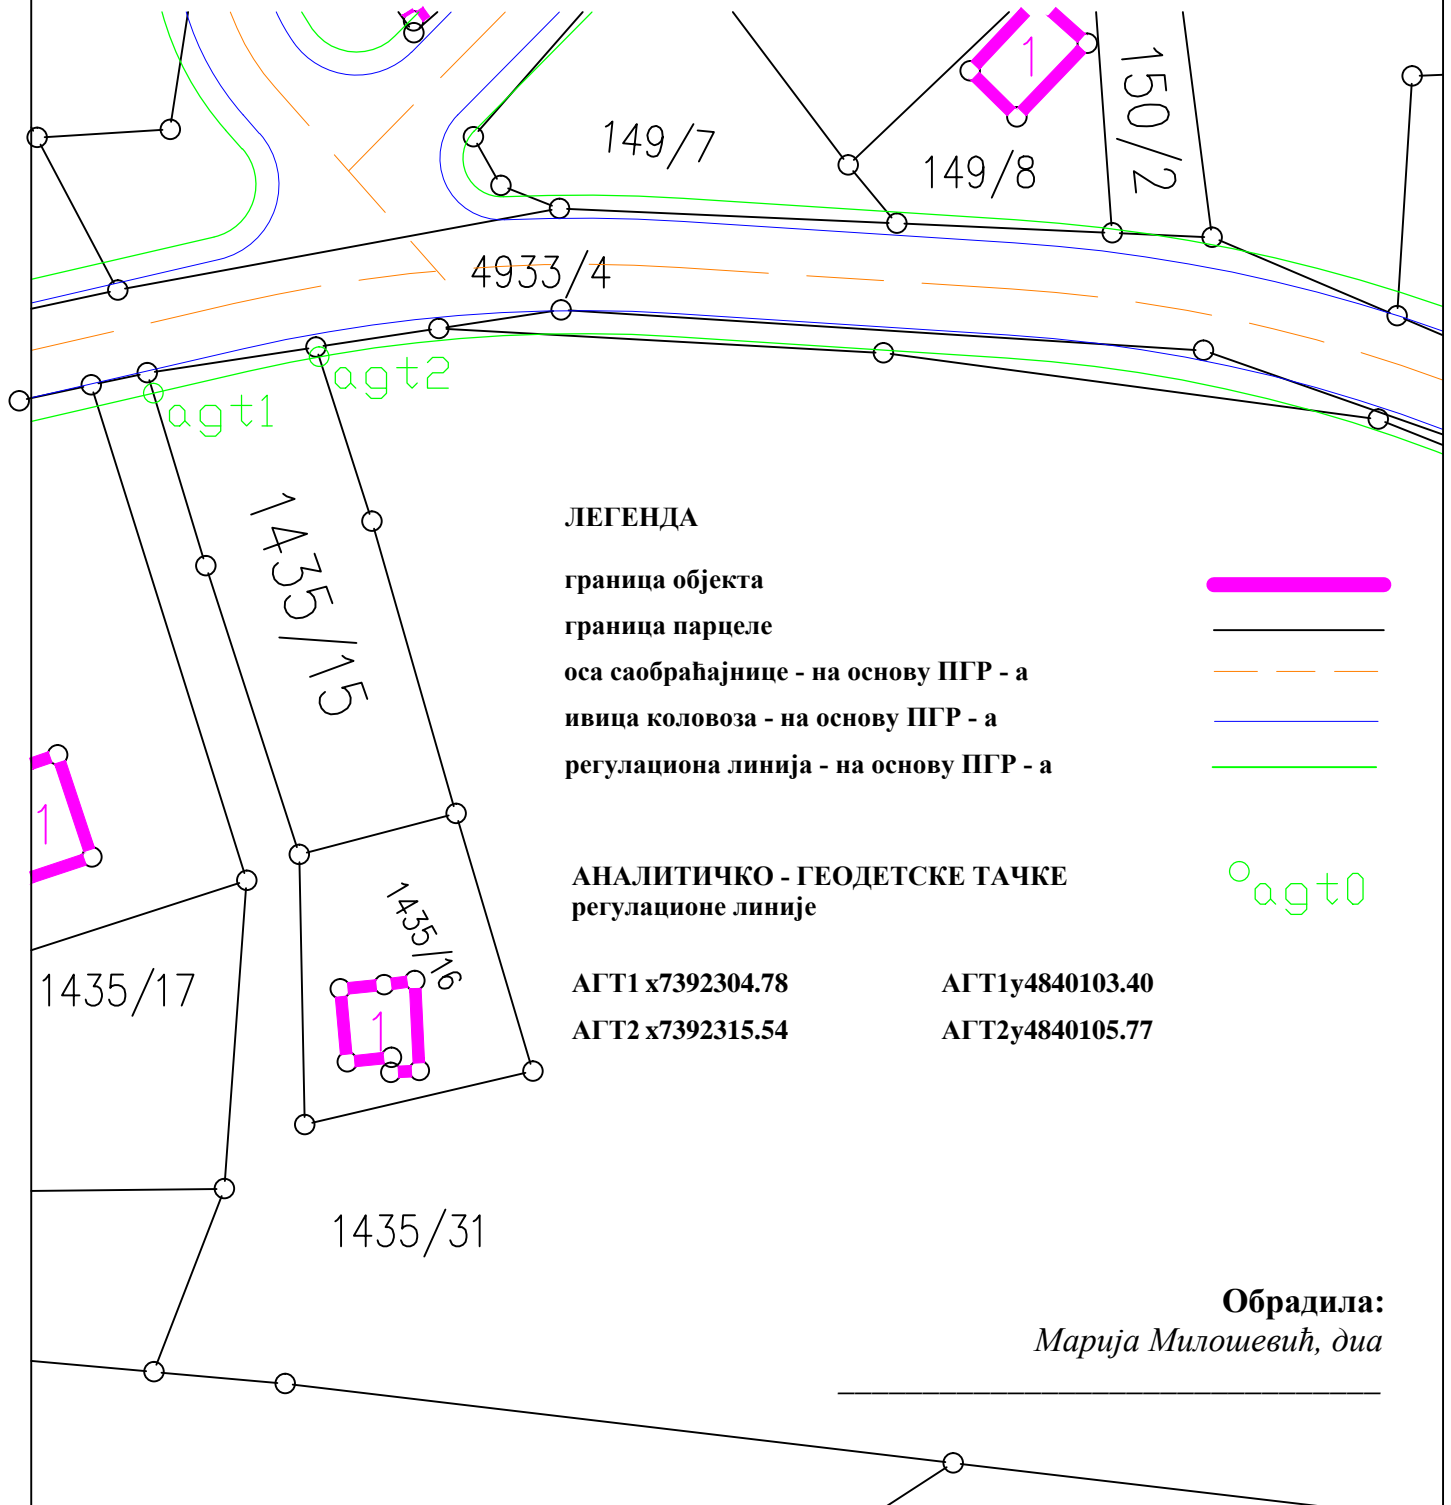 1
150/2
149/7
149/8
4933/4
agt2
agt1
1435/15
ЛЕГЕНДА
граница објекта
граница парцеле
оса саобраћајнице - на основу ПГР - а
ивица коловоза - на основу ПГР - а
регулациона линија - на основу ПГР - а
1
АНАЛИТИЧКО - ГЕОДЕТСКЕ ТАЧКЕ
регулационе линије
agt0
1435/16
1435/17
1
АГТ1 x7392304.78 АГТ1y4840103.40
АГТ2 x7392315.54 АГТ2y4840105.77
1435/31
Обрадила:
Марија Милошевић, диа